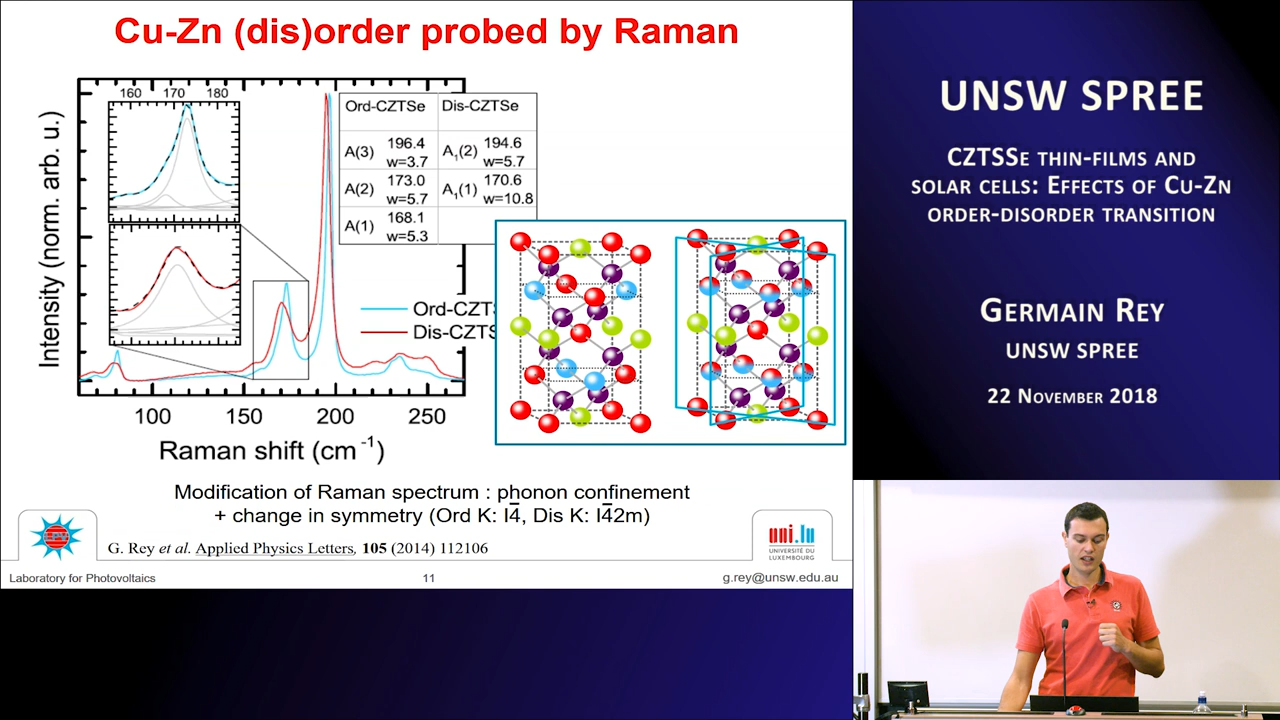 Cu-Zn (dis)order probed by Raman
Intensity (norm. arb. u.)
160 170 180
Ord-CZTSe Dis-CZTSe
A(3) 196.4 w=3.7 A₁(2) 194.6 w=5.7
A(2) 173.0 w=5.7 A₁(1) 170.6 w=10.8
A(1) 168.1 w=5.3
Ord-CZTS
Dis-CZTS
100 150 200 250
Raman shift (cm⁻¹)
Modification of Raman spectrum : phonon confinement
+ change in symmetry (Ord K: I4̅, Dis K: I4̅2m)
LPV
G. Rey et al. Applied Physics Letters, 105 (2014) 112106
uni.lu
UNIVERSITÉ DU
LUXEMBOURG
Laboratory for Photovoltaics 11 g.rey@unsw.edu.au
UNSW SPREE
CZTSSe thin-films and
solar cells: Effects of Cu-Zn
order-disorder transition
Germain Rey
UNSW SPREE
22 November 2018